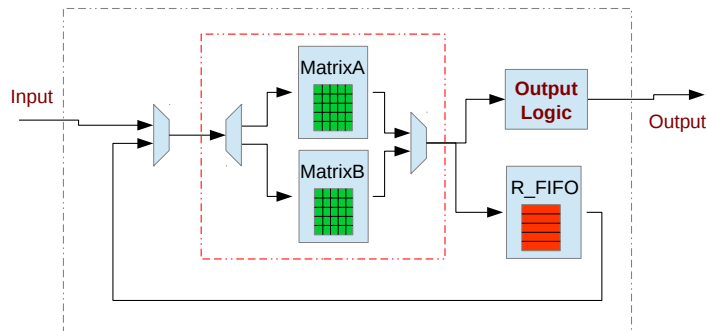 Input
MatrixA
MatrixB
Output
Logic
R_FIFO
Output